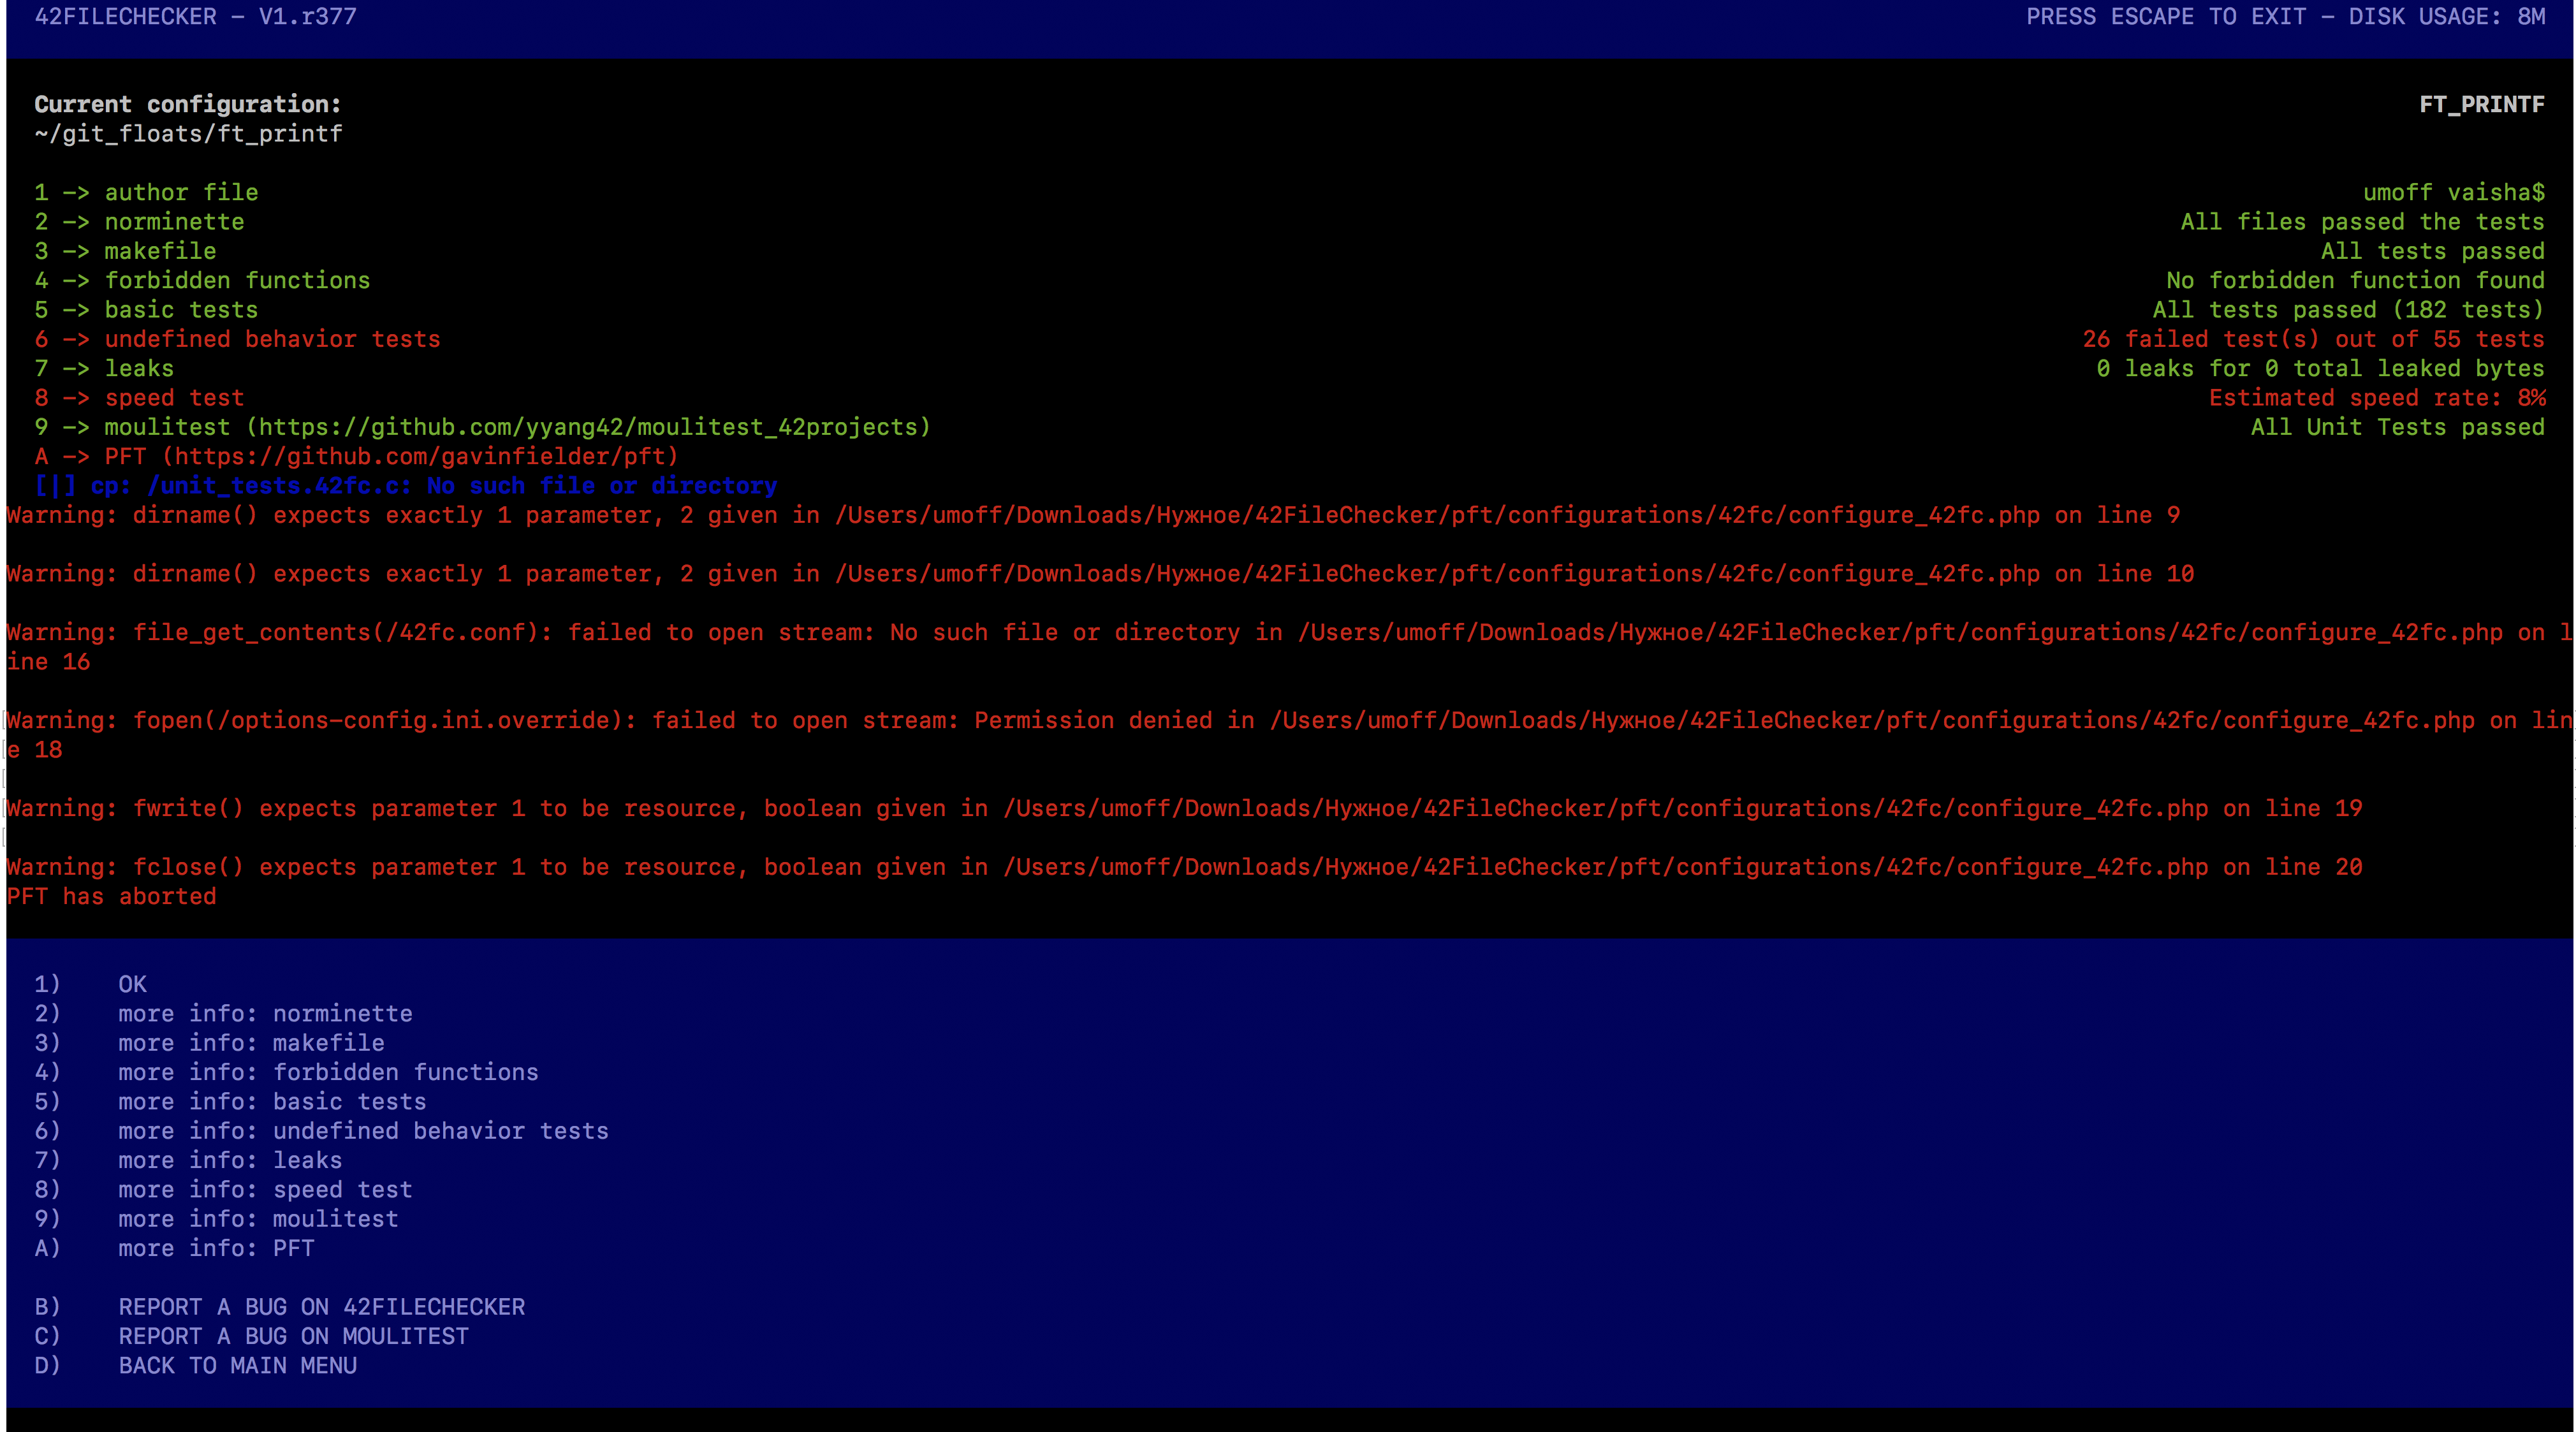 42FILECHECKER – V1.r377 PRESS ESCAPE TO EXIT – DISK USAGE: 8M
Current configuration: FT_PRINTF
~/git_floats/ft_printf
1 –> author file umoff vaisha$
2 –> norminette All files passed the tests
3 –> makefile All tests passed
4 –> forbidden functions No forbidden function found
5 –> basic tests All tests passed (182 tests)
6 –> undefined behavior tests 26 failed test(s) out of 55 tests
7 –> leaks 0 leaks for 0 total leaked bytes
8 –> speed test Estimated speed rate: 8%
9 –> moulitest (https://github.com/yyang42/moulitest_42projects) All Unit Tests passed
A –> PFT (https://github.com/gavinfielder/pft)
[|] cp: /unit_tests.42fc.c: No such file or directory
Warning: dirname() expects exactly 1 parameter, 2 given in /Users/umoff/Downloads/Нужное/42FileChecker/pft/configurations/42fc/configure_42fc.php on line 9
Warning: dirname() expects exactly 1 parameter, 2 given in /Users/umoff/Downloads/Нужное/42FileChecker/pft/configurations/42fc/configure_42fc.php on line 10
Warning: file_get_contents(/42fc.conf): failed to open stream: No such file or directory in /Users/umoff/Downloads/Нужное/42FileChecker/pft/configurations/42fc/configure_42fc.php on l
ine 16
Warning: fopen(/options–config.ini.override): failed to open stream: Permission denied in /Users/umoff/Downloads/Нужное/42FileChecker/pft/configurations/42fc/configure_42fc.php on lin
e 18
Warning: fwrite() expects parameter 1 to be resource, boolean given in /Users/umoff/Downloads/Нужное/42FileChecker/pft/configurations/42fc/configure_42fc.php on line 19
Warning: fclose() expects parameter 1 to be resource, boolean given in /Users/umoff/Downloads/Нужное/42FileChecker/pft/configurations/42fc/configure_42fc.php on line 20
PFT has aborted
1) OK
2) more info: norminette
3) more info: makefile
4) more info: forbidden functions
5) more info: basic tests
6) more info: undefined behavior tests
7) more info: leaks
8) more info: speed test
9) more info: moulitest
A) more info: PFT
B) REPORT A BUG ON 42FILECHECKER
C) REPORT A BUG ON MOULITEST
D) BACK TO MAIN MENU